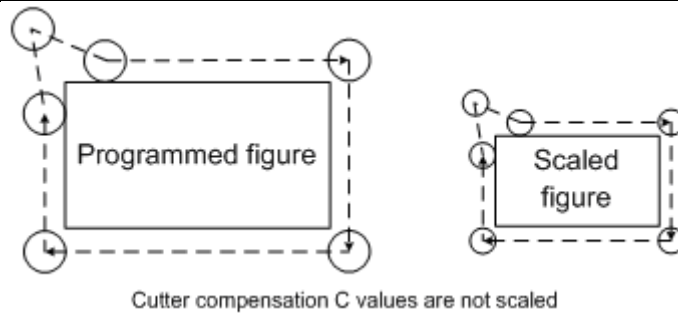 Programmed figure
Scaled
figure
Cutter compensation C values are not scaled